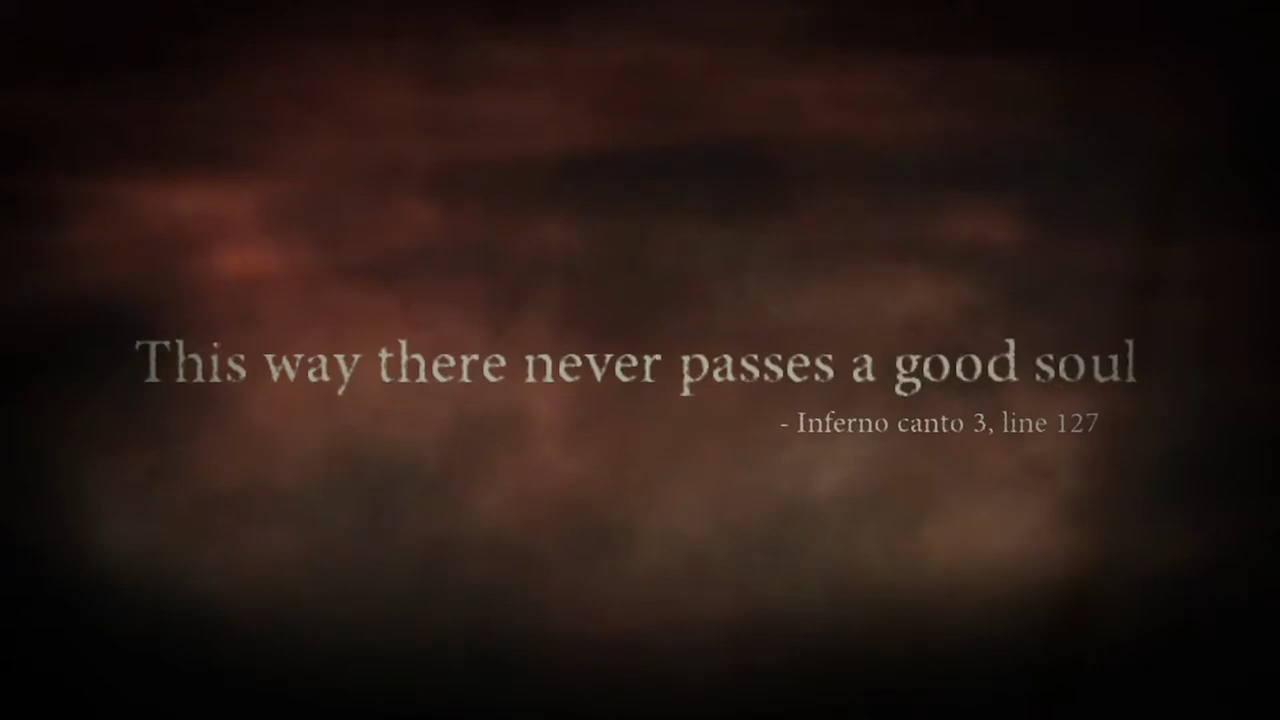 This way there never passes a good soul
- Inferno canto 3, line 127